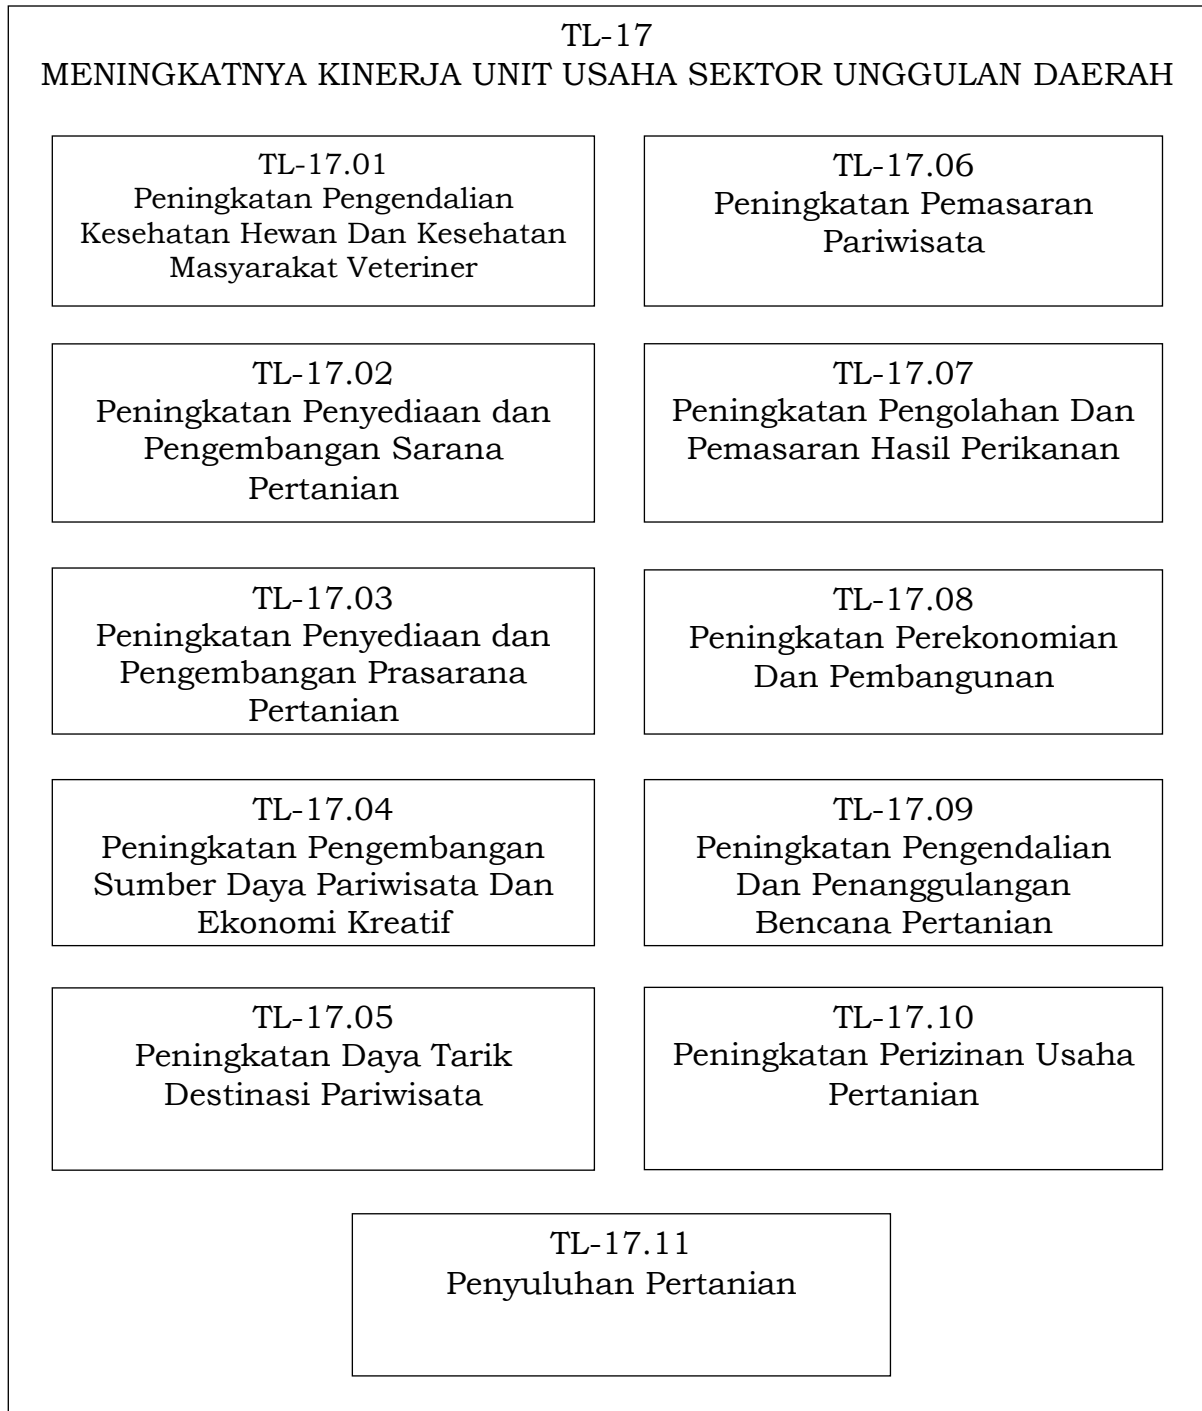 TL-17
MENINGKATNYA KINERJA UNIT USAHA SEKTOR UNGGULAN DAERAH
TL-17.01
Peningkatan Pengendalian
Kesehatan Hewan Dan Kesehatan
Masyarakat Veteriner
TL-17.02
Peningkatan Penyediaan dan
Pengembangan Sarana
Pertanian
TL-17.03
Peningkatan Penyediaan dan
Pengembangan Prasarana
Pertanian
TL-17.04
Peningkatan Pengembangan
Sumber Daya Pariwisata Dan
Ekonomi Kreatif
TL-17.05
Peningkatan Daya Tarik
Destinasi Pariwisata
TL-17.06
Peningkatan Pemasaran
Pariwisata
TL-17.07
Peningkatan Pengolahan Dan
Pemasaran Hasil Perikanan
TL-17.08
Peningkatan Perekonomian
Dan Pembangunan
TL-17.09
Peningkatan Pengendalian
Dan Penanggulangan
Bencana Pertanian
TL-17.10
Peningkatan Perizinan Usaha
Pertanian
TL-17.11
Penyuluhan Pertanian